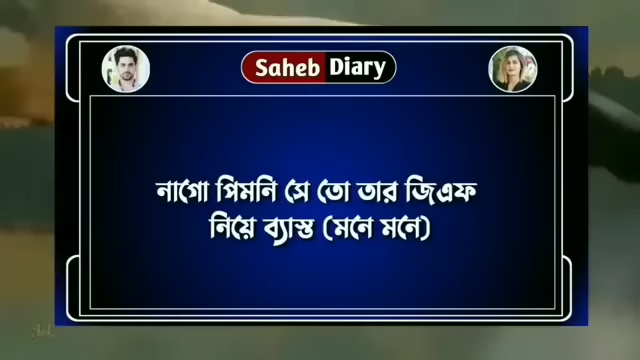 Saheb Diary
নাগো পিমনি সে তো তার জিএফ
নিয়ে ব্যাস্ত (মনে মনে)